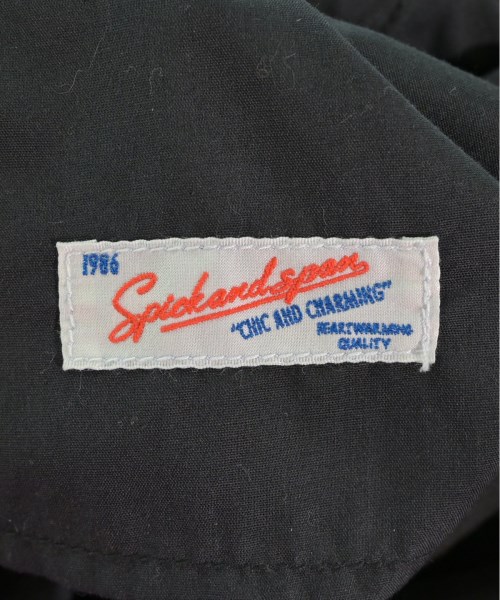 1986
Spickandspan
"CHIC AND CHARMING"
HEARTWARMING
QUALITY